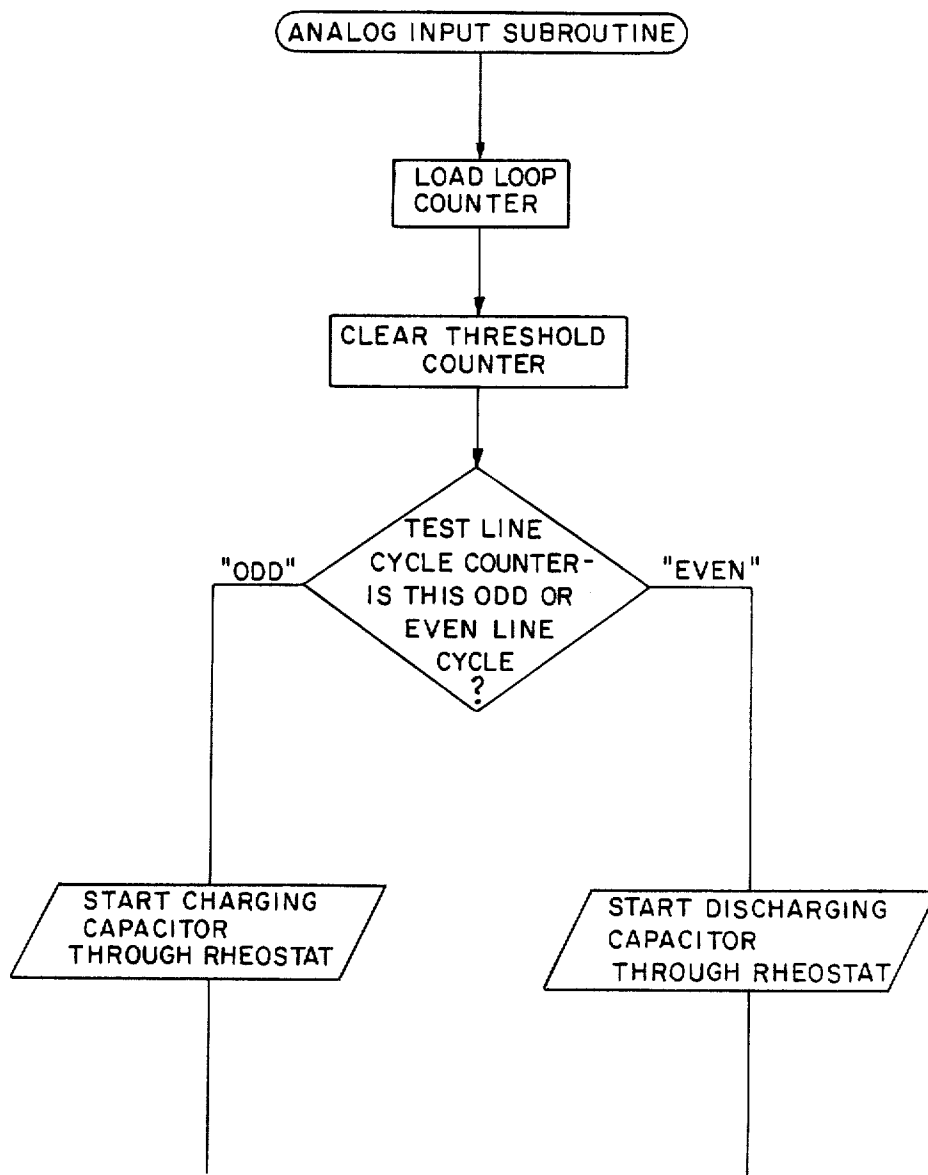 ANALOG INPUT SUBROUTINE
LOAD LOOP
COUNTER
CLEAR THRESHOLD
COUNTER
TEST LINE
CYCLE COUNTER-
IS THIS ODD OR
EVEN LINE
CYCLE
?
"ODD"
"EVEN"
START CHARGING
CAPACITOR
THROUGH RHEOSTAT
START DISCHARGING
CAPACITOR
THROUGH RHEOSTAT